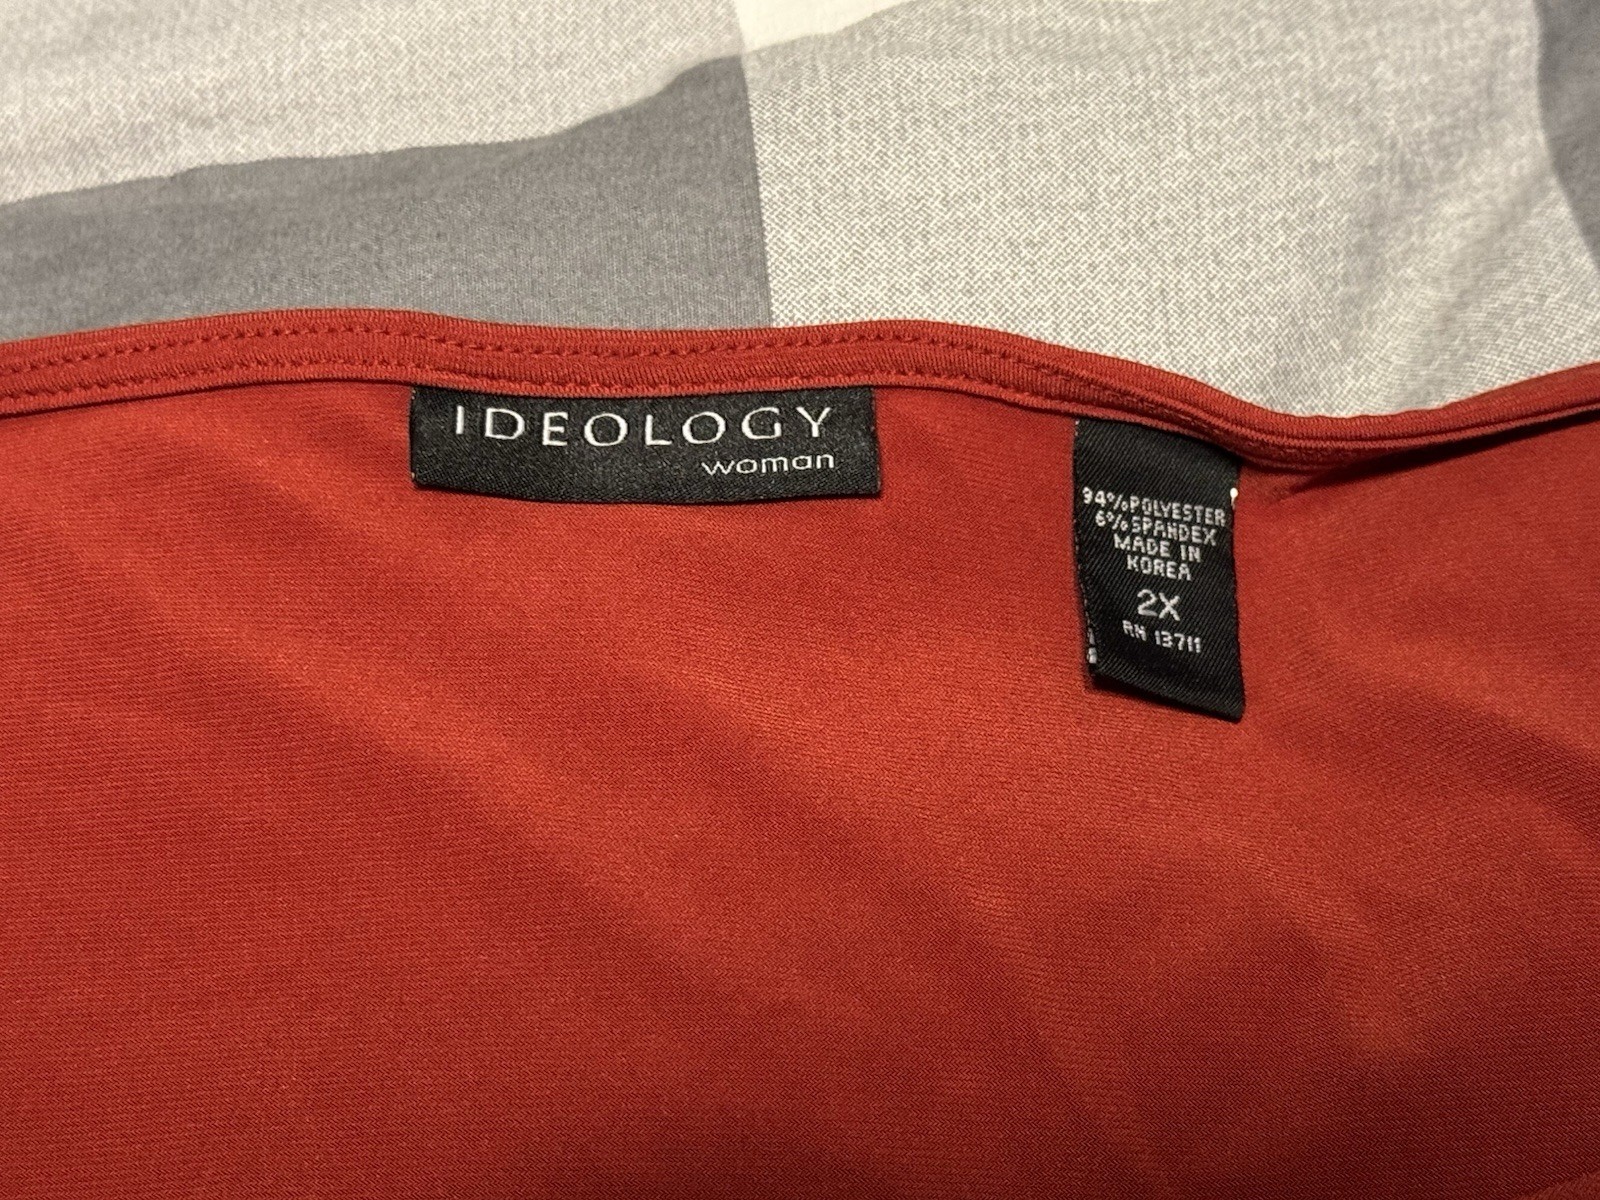 IDEOLOGY
woman
94%POLYESTER
6%SPANDEX
MADE IN
KOREA
2X
RN 13711